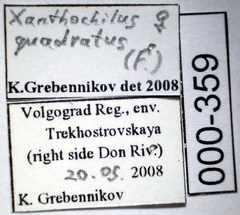 Xanthochilus ♀
quadratus
(F.)
K.Grebennikov det 2008
Volgograd Reg., env.
Trekhostrovskaya
(right side Don Riv.)
20.05. 2008
K. Grebennikov
000-359